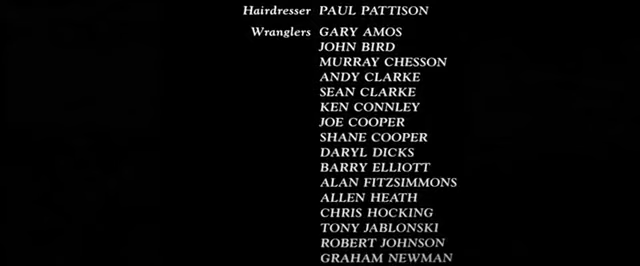 Hairdresser PAUL PATTISON
Wranglers GARY AMOS
JOHN BIRD
MURRAY CHESSON
ANDY CLARKE
SEAN CLARKE
KEN CONNLEY
JOE COOPER
SHANE COOPER
DARYL DICKS
BARRY ELLIOTT
ALAN FITZSIMMONS
ALLEN HEATH
CHRIS HOCKING
TONY JABLONSKI
ROBERT JOHNSON
GRAHAM NEWMAN